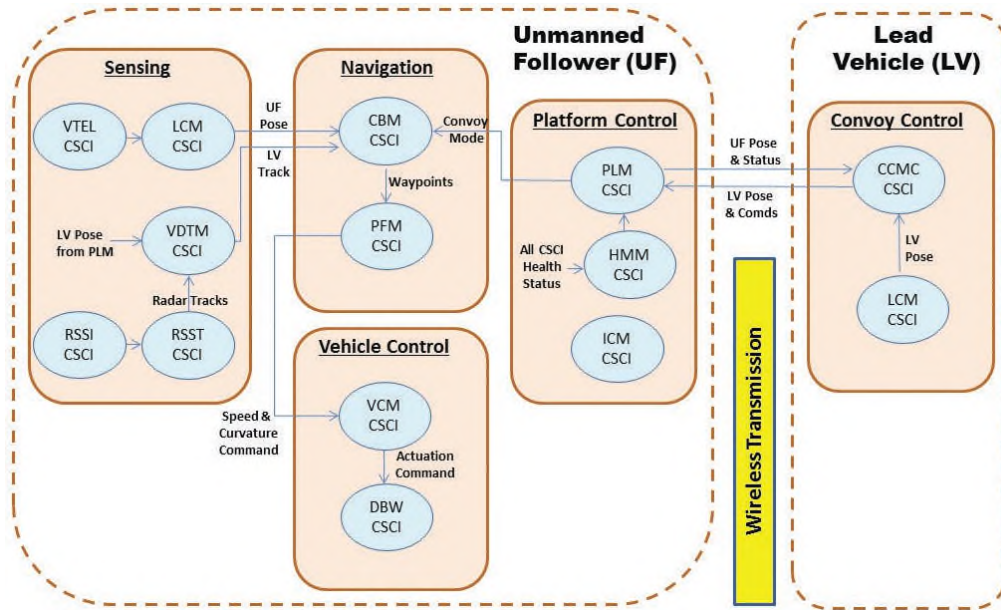 Unmanned
Follower (UF)
Lead
Vehicle (LV)
Sensing
VTEL
CSCI
LCM
CSCI
LV Pose
from PLM
VDTM
CSCI
Radar Tracks
RSSI
CSCI
RSST
CSCI
UF
Pose
LV
Track
Navigation
CBM
CSCI
Waypoints
PFM
CSCI
Convoy
Mode
Vehicle Control
Speed &
Curvature
Command
VCM
CSCI
Actuation
Command
DBW
CSCI
Platform Control
PLM
CSCI
All CSCI
Health
Status
HMM
CSCI
ICM
CSCI
UF Pose
& Status
LV Pose
& Comds
Wireless Transmission
Convoy Control
CCMC
CSCI
LV
Pose
LCM
CSCI